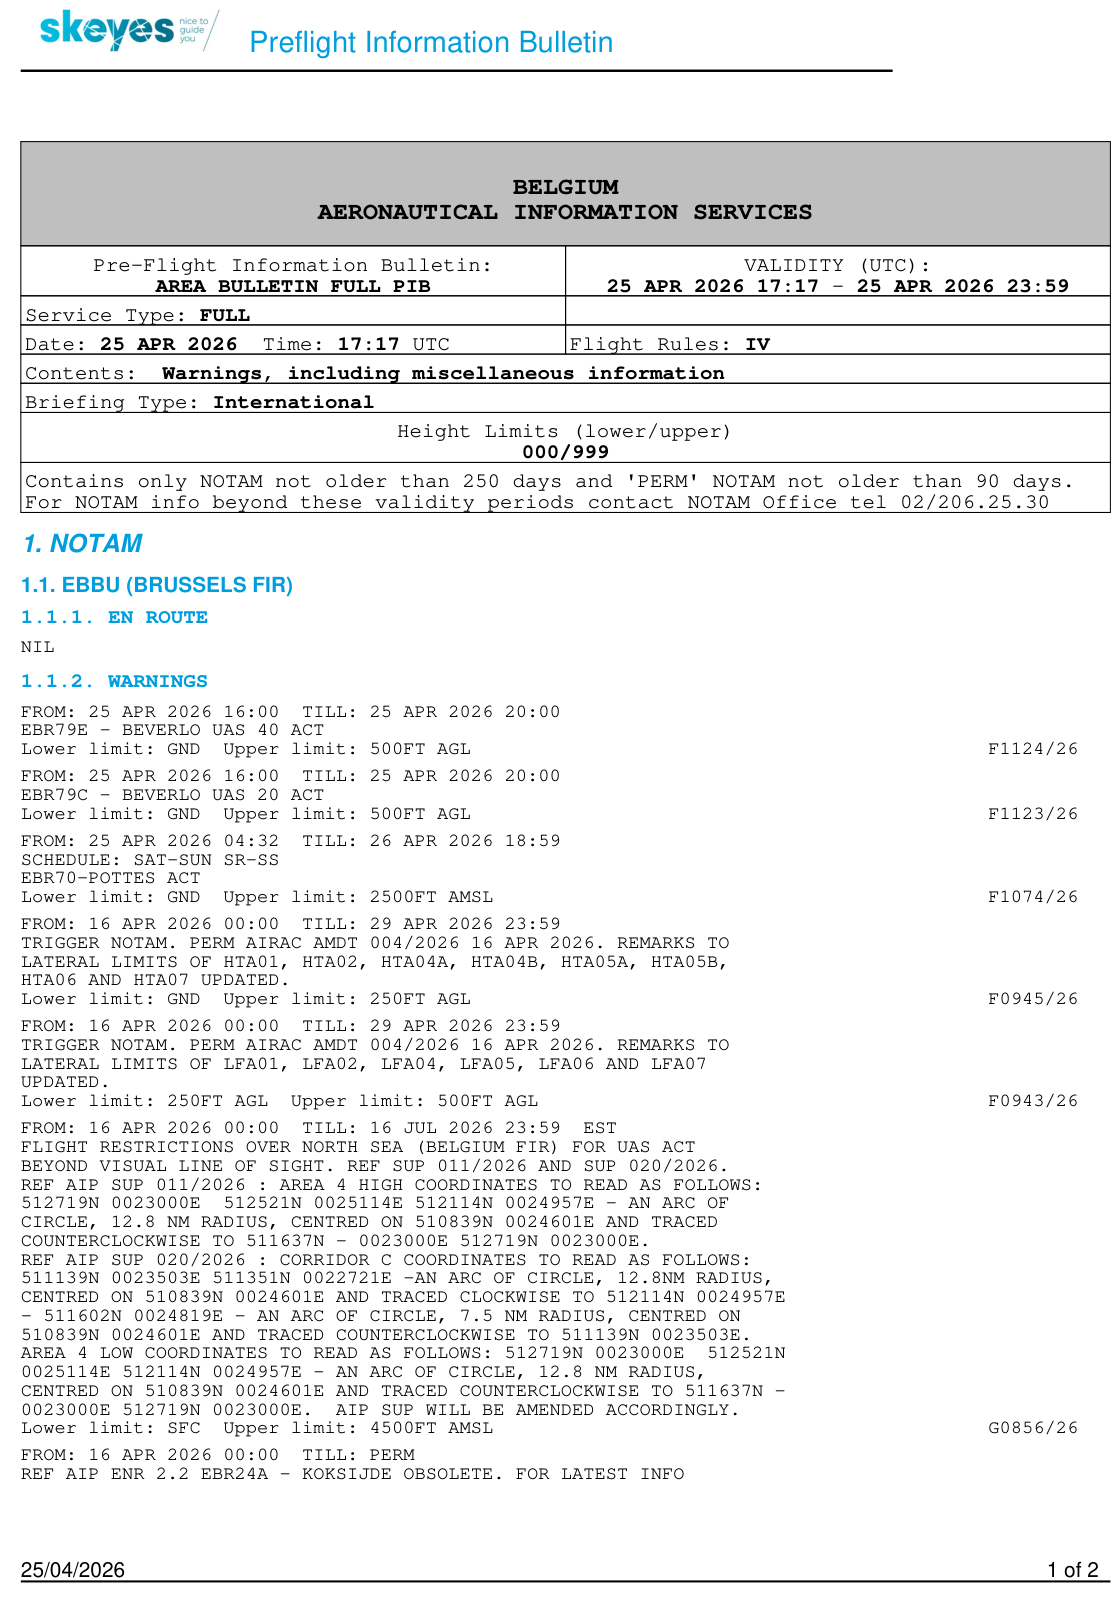 skeyes nice to guide you
Preflight Information Bulletin
BELGIUM
AERONAUTICAL INFORMATION SERVICES
Pre-Flight Information Bulletin:
AREA BULLETIN FULL PIB
VALIDITY (UTC):
25 APR 2026 17:17 - 25 APR 2026 23:59
Service Type: FULL
Date: 25 APR 2026  Time: 17:17 UTC
Flight Rules: IV
Contents:  Warnings, including miscellaneous information
Briefing Type: International
Height Limits (lower/upper)
000/999
Contains only NOTAM not older than 250 days and 'PERM' NOTAM not older than 90 days.
For NOTAM info beyond these validity periods contact NOTAM Office tel 02/206.25.30
1. NOTAM
1.1. EBBU (BRUSSELS FIR)
1.1.1. EN ROUTE
NIL
1.1.2. WARNINGS
FROM: 25 APR 2026 16:00  TILL: 25 APR 2026 20:00
EBR79E - BEVERLO UAS 40 ACT
Lower limit: GND  Upper limit: 500FT AGL F1124/26
FROM: 25 APR 2026 16:00  TILL: 25 APR 2026 20:00
EBR79C - BEVERLO UAS 20 ACT
Lower limit: GND  Upper limit: 500FT AGL F1123/26
FROM: 25 APR 2026 04:32  TILL: 26 APR 2026 18:59
SCHEDULE: SAT-SUN SR-SS
EBR70-POTTES ACT
Lower limit: GND  Upper limit: 2500FT AMSL F1074/26
FROM: 16 APR 2026 00:00  TILL: 29 APR 2026 23:59
TRIGGER NOTAM. PERM AIRAC AMDT 004/2026 16 APR 2026. REMARKS TO
LATERAL LIMITS OF HTA01, HTA02, HTA04A, HTA04B, HTA05A, HTA05B,
HTA06 AND HTA07 UPDATED.
Lower limit: GND  Upper limit: 250FT AGL F0945/26
FROM: 16 APR 2026 00:00  TILL: 29 APR 2026 23:59
TRIGGER NOTAM. PERM AIRAC AMDT 004/2026 16 APR 2026. REMARKS TO
LATERAL LIMITS OF LFA01, LFA02, LFA04, LFA05, LFA06 AND LFA07
UPDATED.
Lower limit: 250FT AGL  Upper limit: 500FT AGL F0943/26
FROM: 16 APR 2026 00:00  TILL: 16 JUL 2026 23:59  EST
FLIGHT RESTRICTIONS OVER NORTH SEA (BELGIUM FIR) FOR UAS ACT
BEYOND VISUAL LINE OF SIGHT. REF SUP 011/2026 AND SUP 020/2026.
REF AIP SUP 011/2026 : AREA 4 HIGH COORDINATES TO READ AS FOLLOWS:
512719N 0023000E  512521N 0025114E 512114N 0024957E - AN ARC OF
CIRCLE, 12.8 NM RADIUS, CENTRED ON 510839N 0024601E AND TRACED
COUNTERCLOCKWISE TO 511637N - 0023000E 512719N 0023000E.
REF AIP SUP 020/2026 : CORRIDOR C COORDINATES TO READ AS FOLLOWS:
511139N 0023503E 511351N 0022721E -AN ARC OF CIRCLE, 12.8NM RADIUS,
CENTRED ON 510839N 0024601E AND TRACED CLOCKWISE TO 512114N 0024957E
- 511602N 0024819E - AN ARC OF CIRCLE, 7.5 NM RADIUS, CENTRED ON
510839N 0024601E AND TRACED COUNTERCLOCKWISE TO 511139N 0023503E.
AREA 4 LOW COORDINATES TO READ AS FOLLOWS: 512719N 0023000E  512521N
0025114E 512114N 0024957E - AN ARC OF CIRCLE, 12.8 NM RADIUS,
CENTRED ON 510839N 0024601E AND TRACED COUNTERCLOCKWISE TO 511637N -
0023000E 512719N 0023000E.  AIP SUP WILL BE AMENDED ACCORDINGLY.
Lower limit: SFC  Upper limit: 4500FT AMSL G0856/26
FROM: 16 APR 2026 00:00  TILL: PERM
REF AIP ENR 2.2 EBR24A - KOKSIJDE OBSOLETE. FOR LATEST INFO
25/04/2026
1 of 2